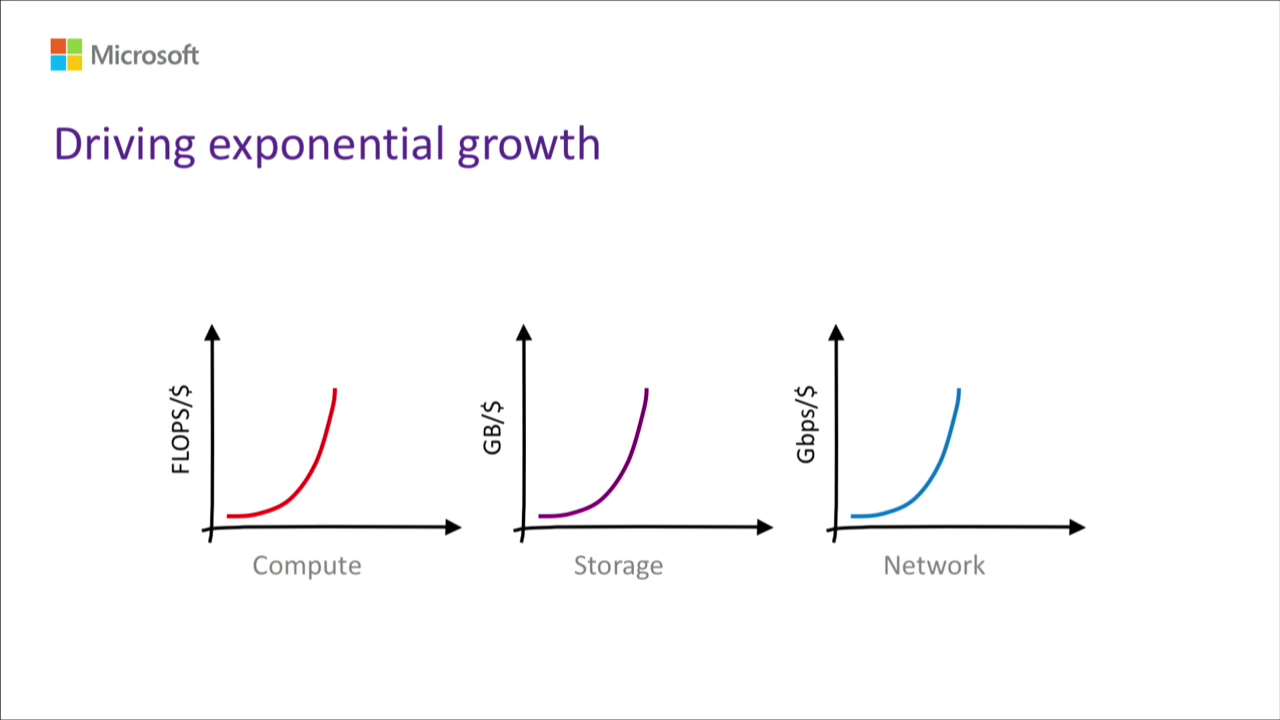 Microsoft
Driving exponential growth
FLOPS/$
GB/$
Gbps/$
Compute
Storage
Network